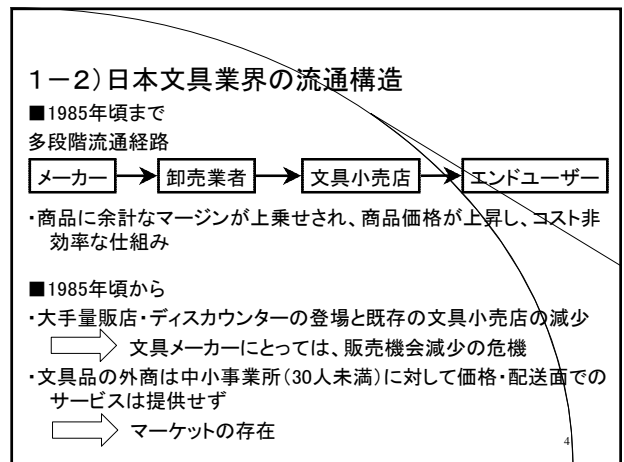 １－２）日本文具業界の流通構造
■1985年頃まで
多段階流通経路
メーカー 卸売業者 文具小売店 エンドユーザー
・商品に余計なマージンが上乗せされ、商品価格が上昇し、コスト非
効率な仕組み
■1985年頃から
・大手量販店・ディスカウンターの登場と既存の文具小売店の減少
文具メーカーにとっては、販売機会減少の危機
・文具品の外商は中小事業所（30人未満）に対して価格・配送面での
サービスは提供せず
マーケットの存在
4